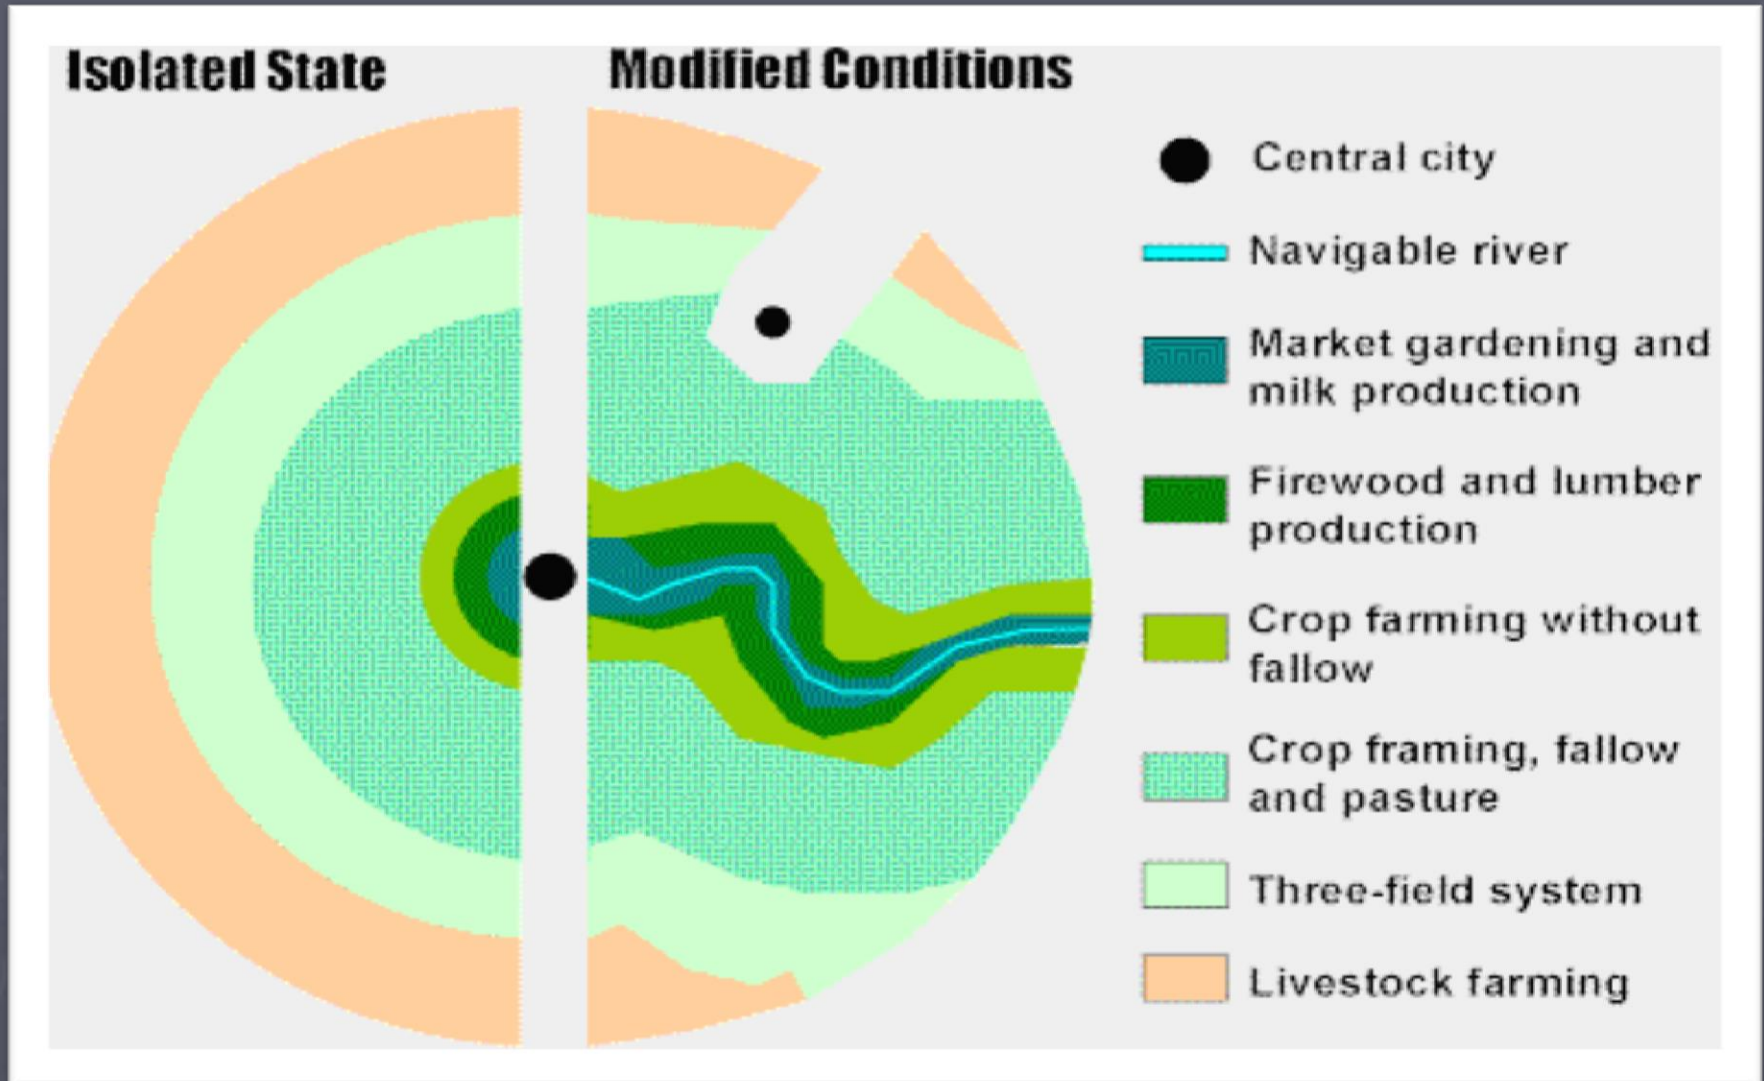 Isolated State
Modified Conditions
Central city
Navigable river
Market gardening and
milk production
Firewood and lumber
production
Crop farming without
fallow
Crop framing, fallow
and pasture
Three-field system
Livestock farming